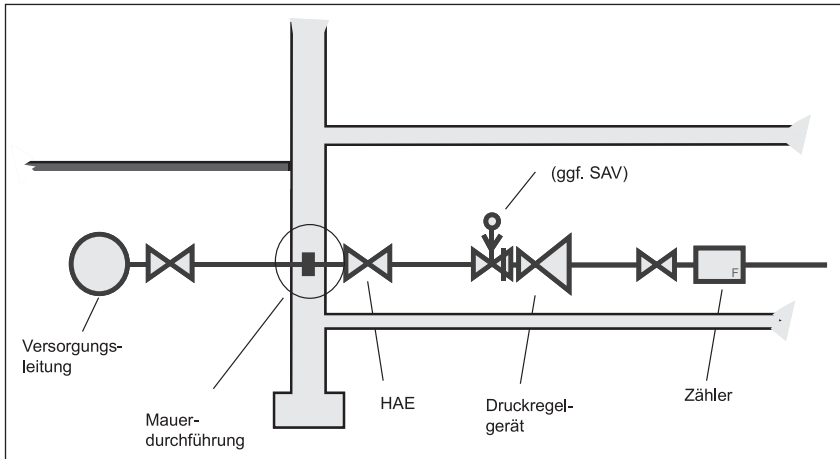 (ggf. SAV)
F
Versorgungs-
leitung
Mauer-
durchführung
HAE
Druckregel-
gerät
Zähler